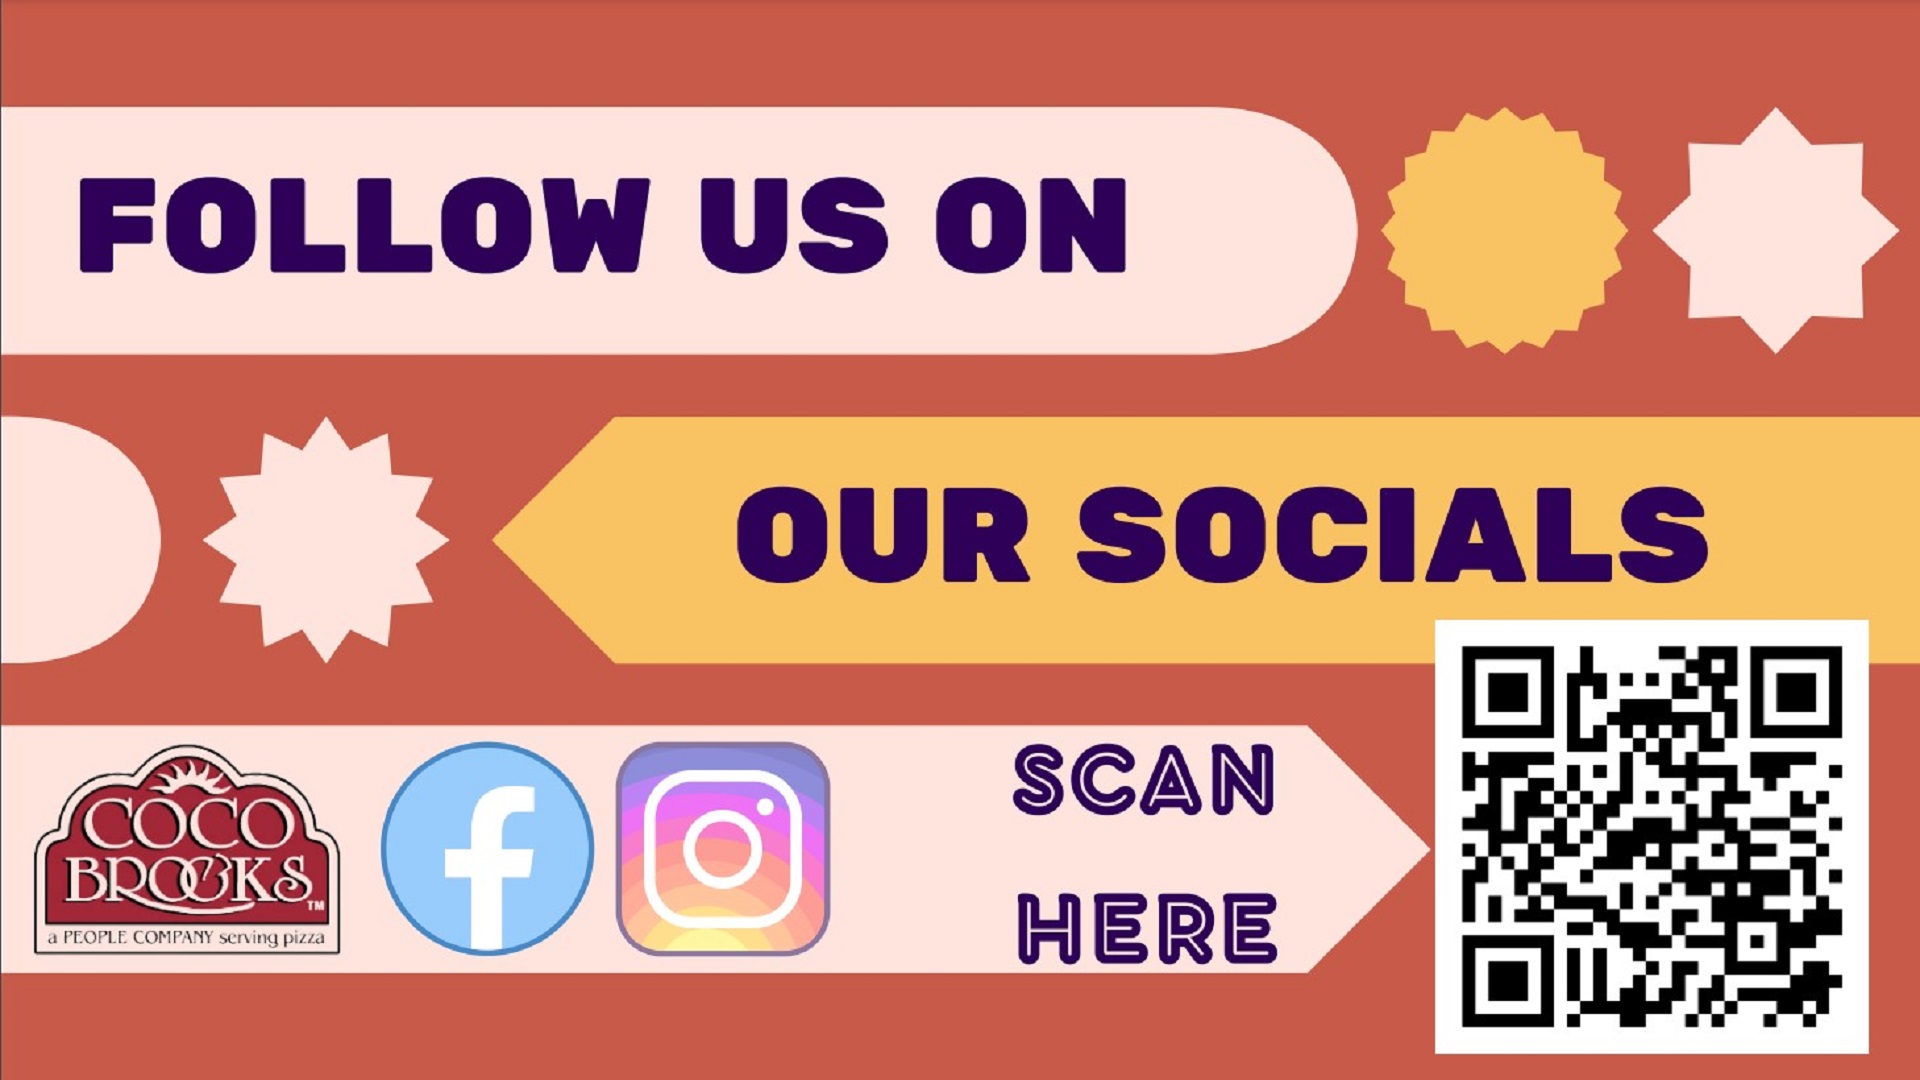 FOLLOW US ON
OUR SOCIALS
COCO
BROOKS TM
a PEOPLE COMPANY serving pizza
SCAN
HERE